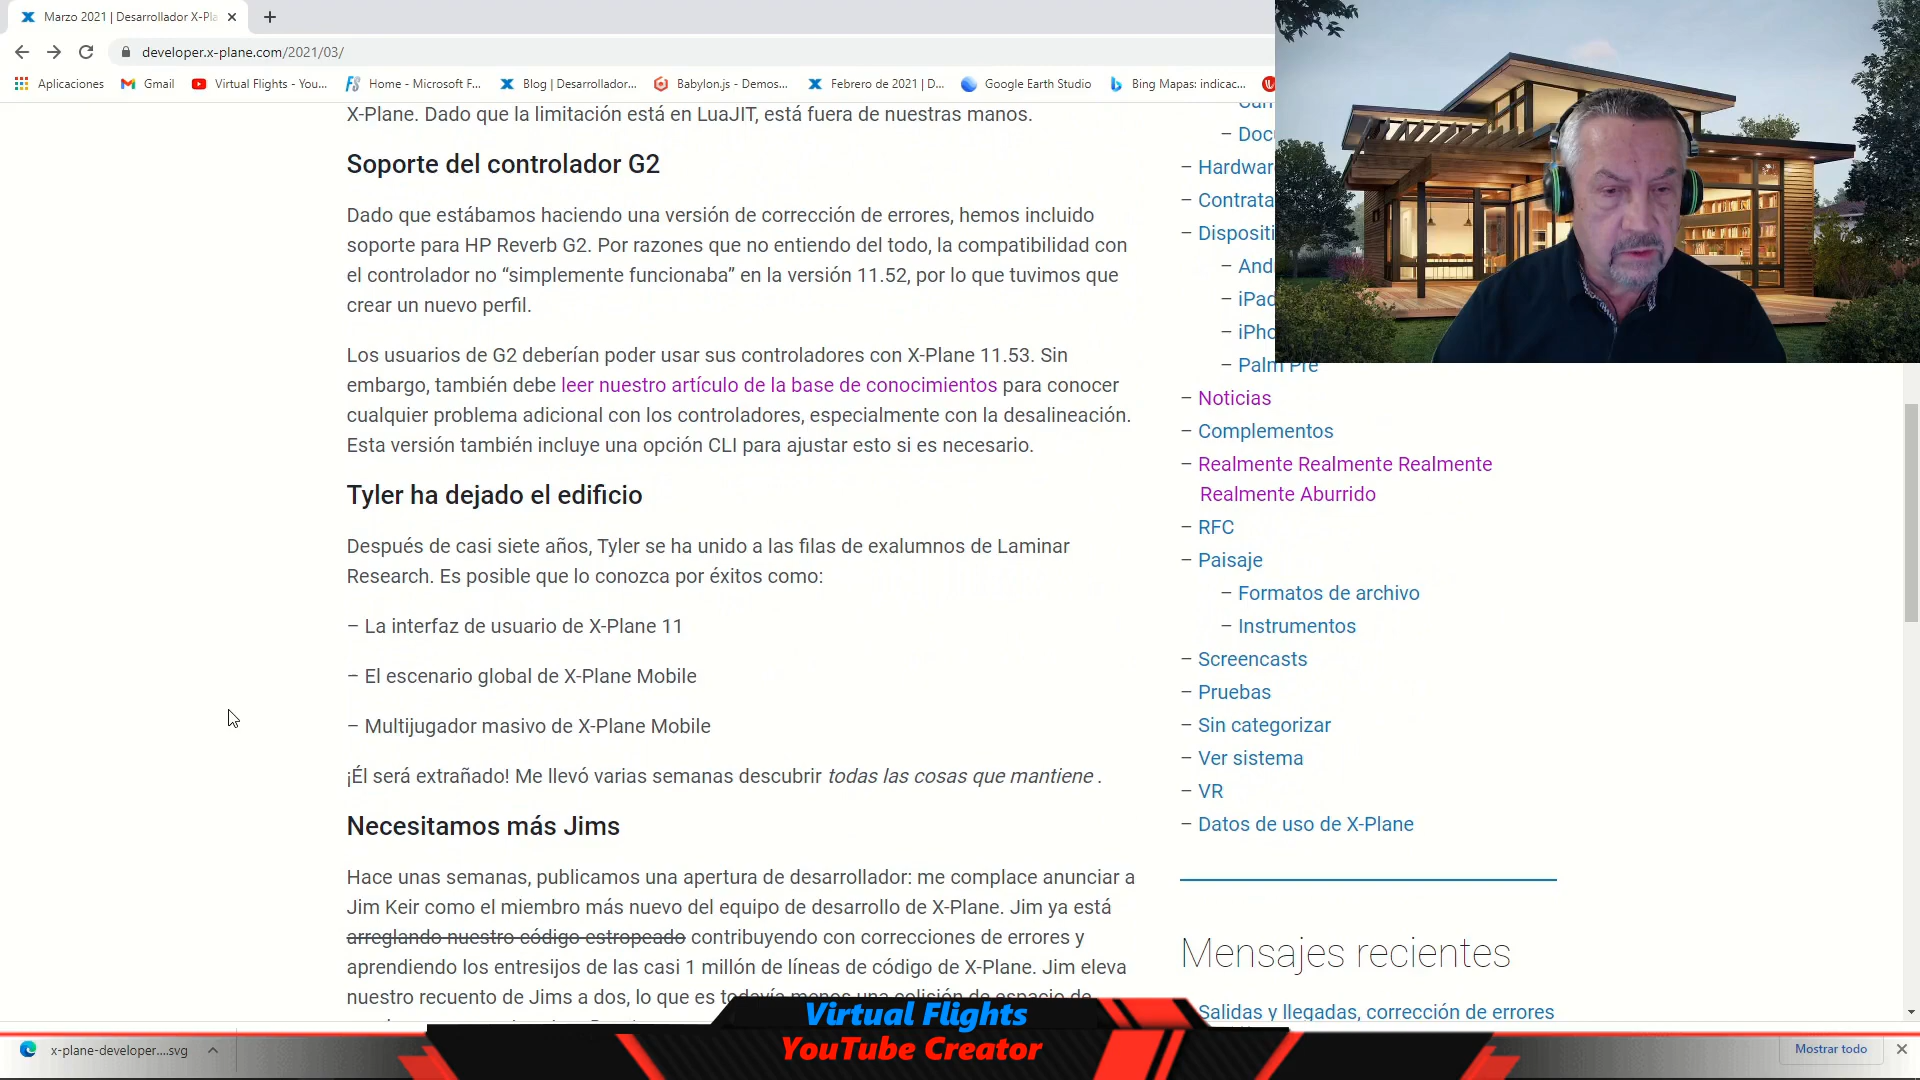 Marzo 2021 | Desarrollador X-Pla
developer.x-plane.com/2021/03/
Aplicaciones
Gmail
Virtual Flights - You...
Home - Microsoft F...
Blog | Desarrollador...
Babylon.js - Demos...
Febrero de 2021 | D...
Google Earth Studio
Bing Mapas: indicac...
X-Plane. Dado que la limitación está en LuaJIT, está fuera de nuestras manos.
Soporte del controlador G2
Dado que estábamos haciendo una versión de corrección de errores, hemos incluido
soporte para HP Reverb G2. Por razones que no entiendo del todo, la compatibilidad con
el controlador no “simplemente funcionaba” en la versión 11.52, por lo que tuvimos que
crear un nuevo perfil.
Los usuarios de G2 deberían poder usar sus controladores con X-Plane 11.53. Sin
embargo, también debe leer nuestro artículo de la base de conocimientos para conocer
cualquier problema adicional con los controladores, especialmente con la desalineación.
Esta versión también incluye una opción CLI para ajustar esto si es necesario.
Tyler ha dejado el edificio
Después de casi siete años, Tyler se ha unido a las filas de exalumnos de Laminar
Research. Es posible que lo conozca por éxitos como:
– La interfaz de usuario de X-Plane 11
– El escenario global de X-Plane Mobile
– Multijugador masivo de X-Plane Mobile
¡Él será extrañado! Me llevó varias semanas descubrir todas las cosas que mantiene .
Necesitamos más Jims
Hace unas semanas, publicamos una apertura de desarrollador: me complace anunciar a
Jim Keir como el miembro más nuevo del equipo de desarrollo de X-Plane. Jim ya está
arreglando nuestro código estropeado contribuyendo con correcciones de errores y
aprendiendo los entresijos de las casi 1 millón de líneas de código de X-Plane. Jim eleva
nuestro recuento de Jims a dos, lo que es todavía menos una colisión de espacio de
– Doc
– Hardwar
– Contrata
– Dispositi
– And
– iPad
– iPho
– Palm Pre
– Noticias
– Complementos
– Realmente Realmente Realmente
Realmente Aburrido
– RFC
– Paisaje
– Formatos de archivo
– Instrumentos
– Screencasts
– Pruebas
– Sin categorizar
– Ver sistema
– VR
– Datos de uso de X-Plane
Mensajes recientes
Salidas y llegadas, corrección de errores
Virtual Flights
YouTube Creator
x-plane-developer....svg
Mostrar todo